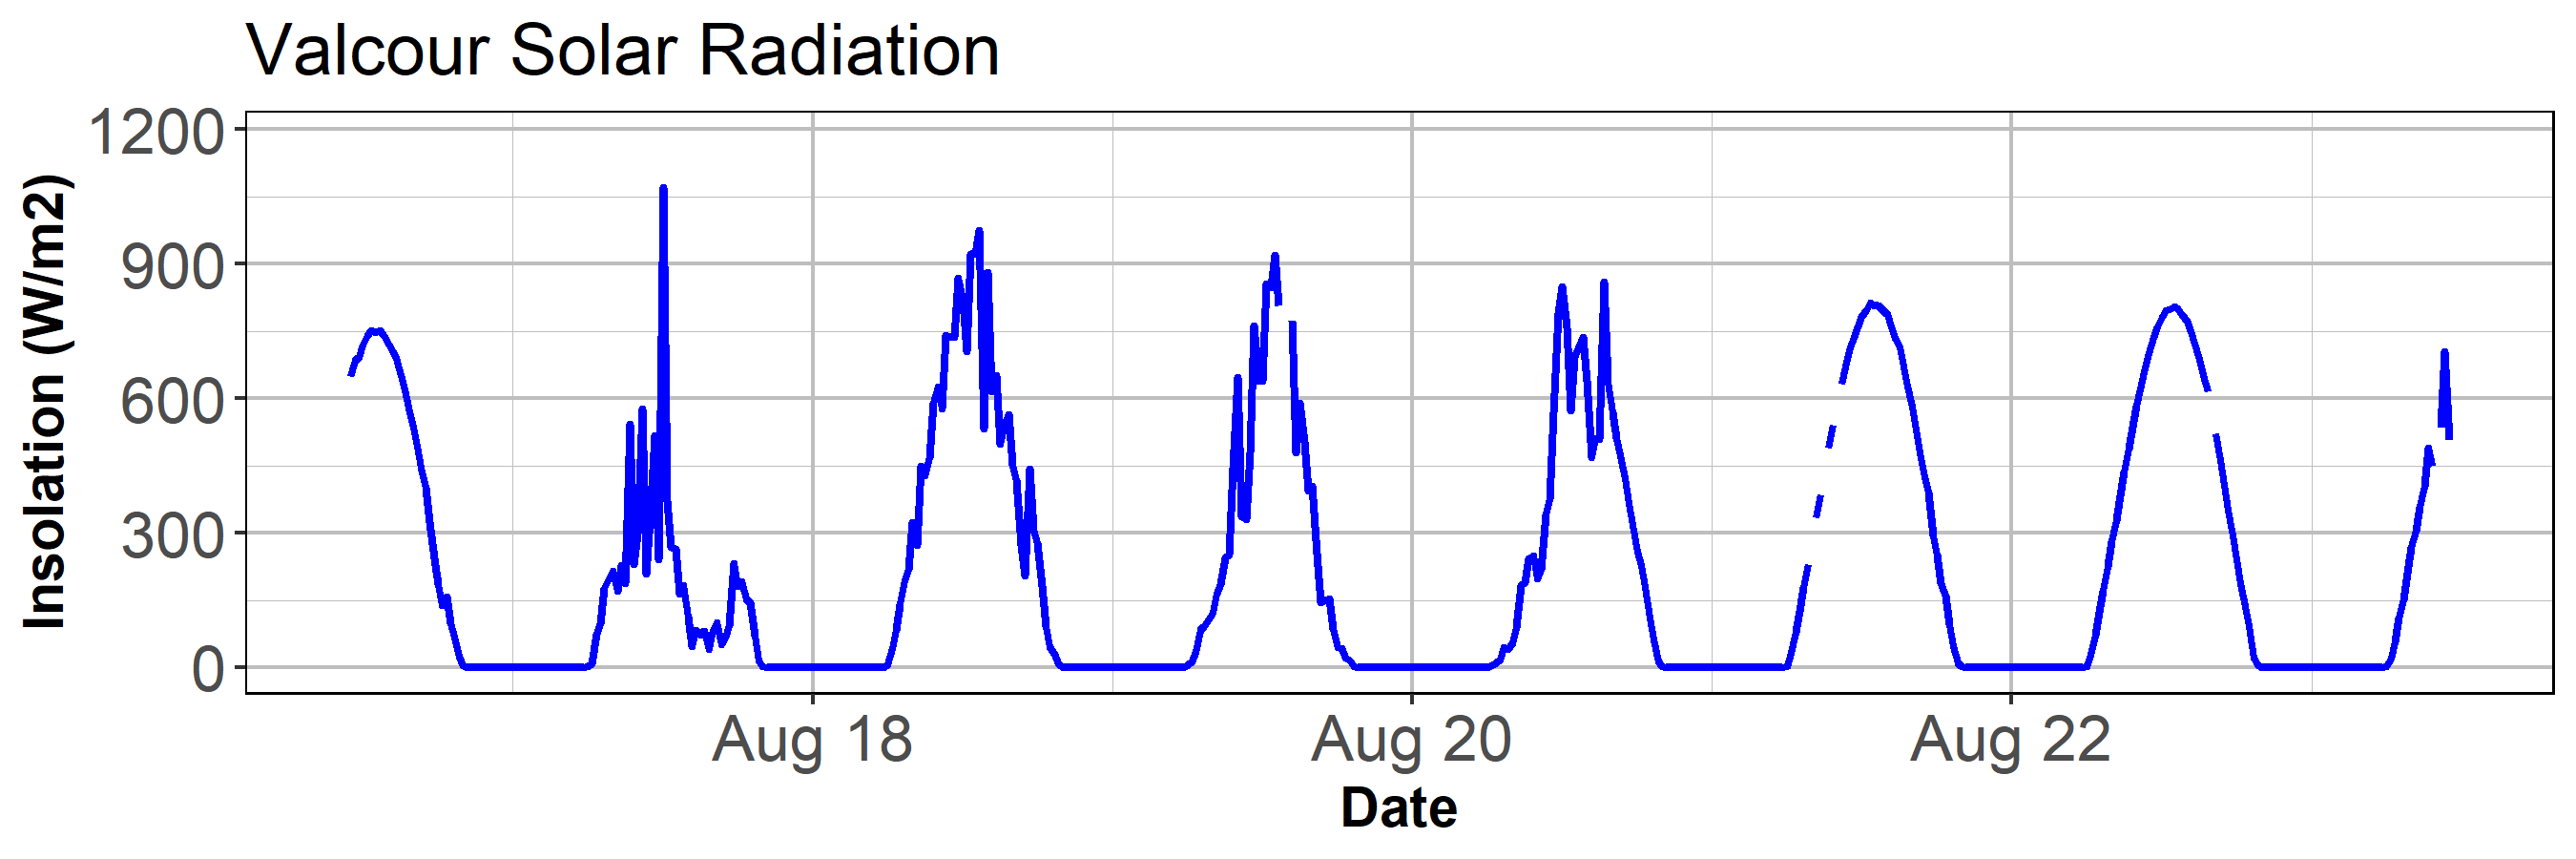 Valcour Solar Radiation
Insolation (W/m2)
1200
900
600
300
0
Aug 18
Aug 20
Aug 22
Date